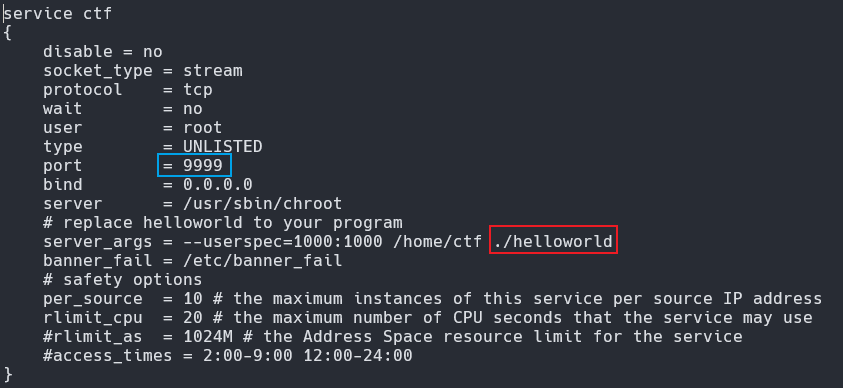 service ctf
{
    disable = no
    socket_type = stream
    protocol    = tcp
    wait        = no
    user        = root
    type        = UNLISTED
    port        = 9999
    bind        = 0.0.0.0
    server      = /usr/sbin/chroot
    # replace helloworld to your program
    server_args = --userspec=1000:1000 /home/ctf ./helloworld
    banner_fail = /etc/banner_fail
    # safety options
    per_source  = 10 # the maximum instances of this service per source IP address
    rlimit_cpu  = 20 # the maximum number of CPU seconds that the service may use
    #rlimit_as  = 1024M # the Address Space resource limit for the service
    #access_times = 2:00-9:00 12:00-24:00
}